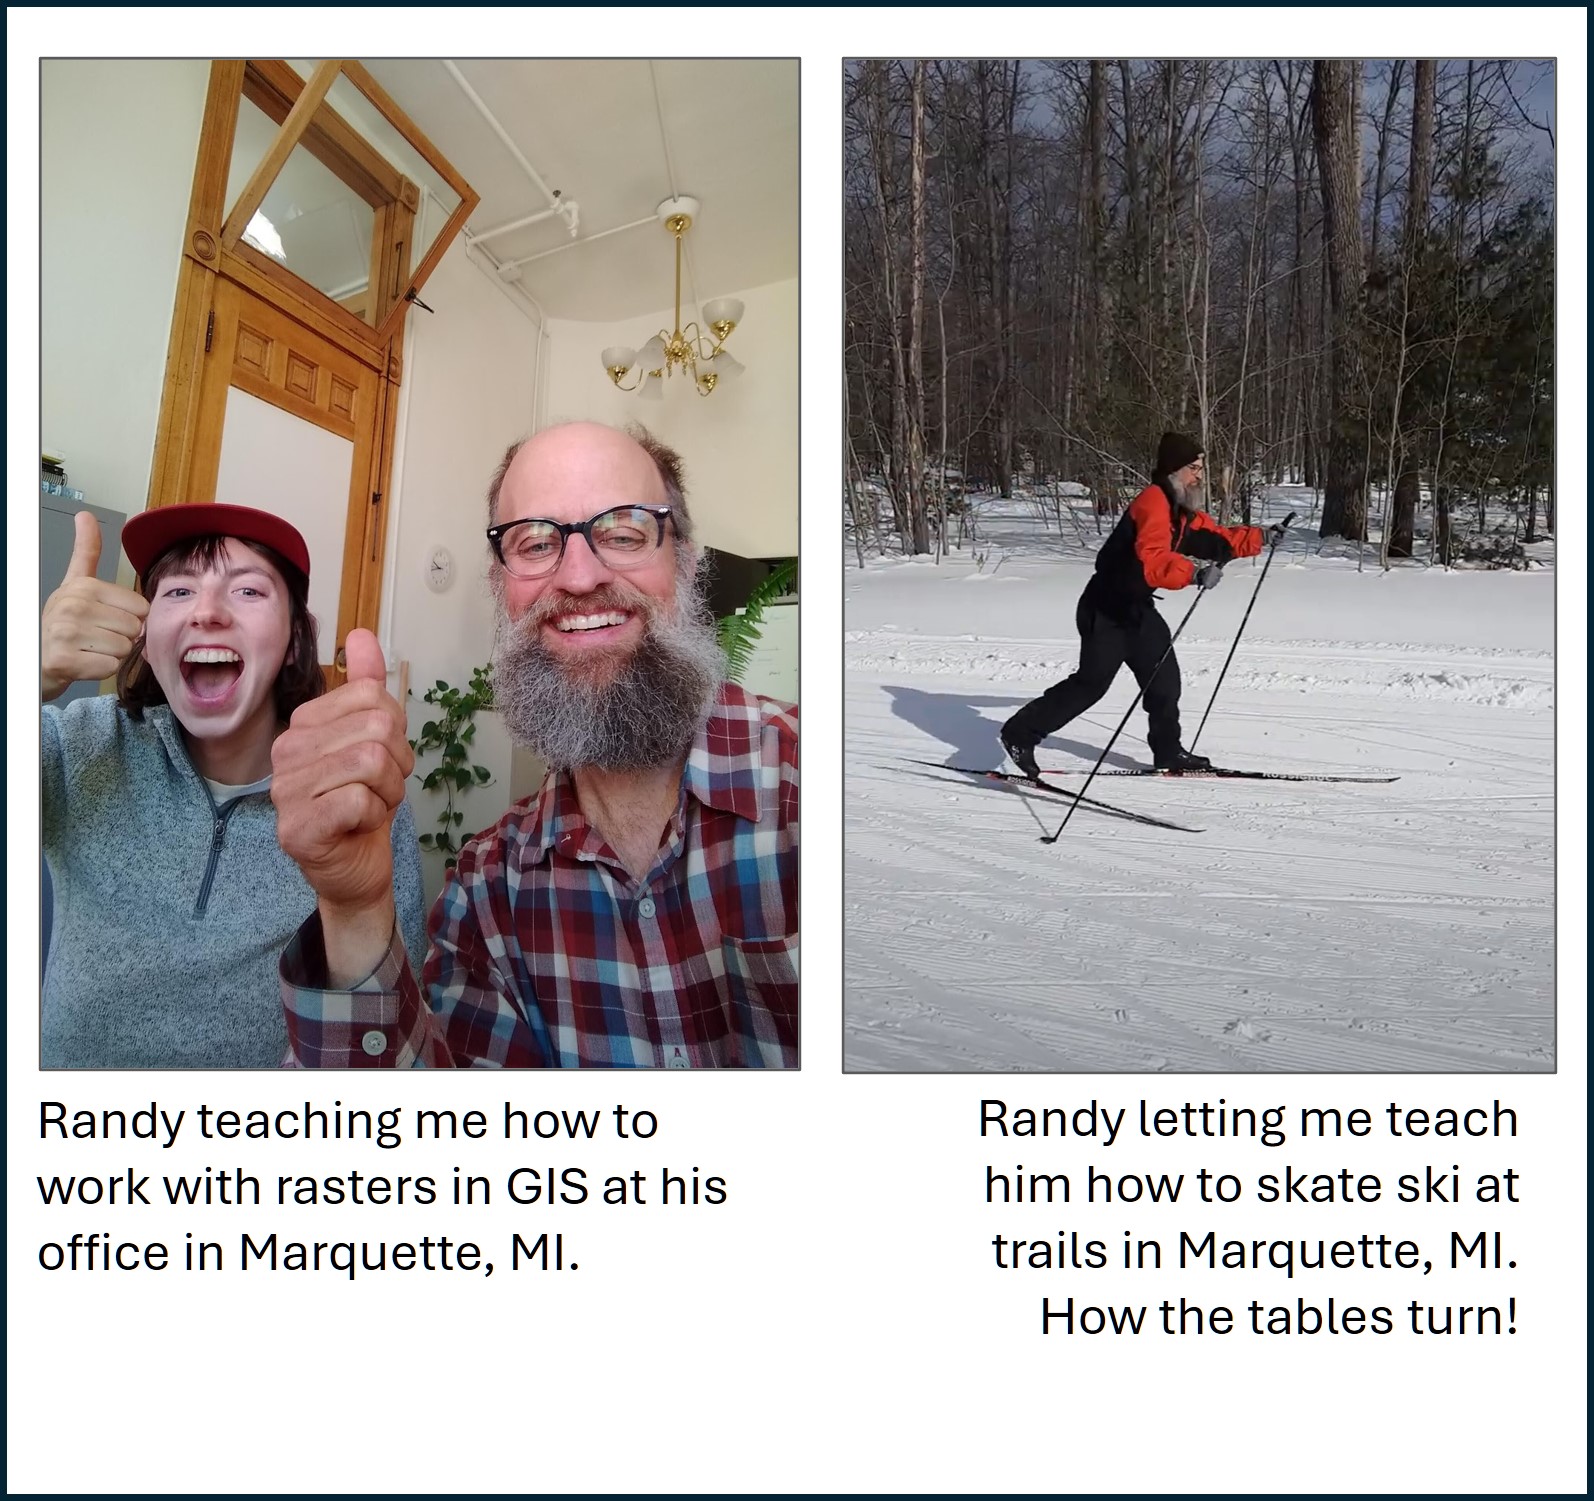 Randy teaching me how to
work with rasters in GIS at his
office in Marquette, MI.
Randy letting me teach
him how to skate ski at
trails in Marquette, MI.
How the tables turn!